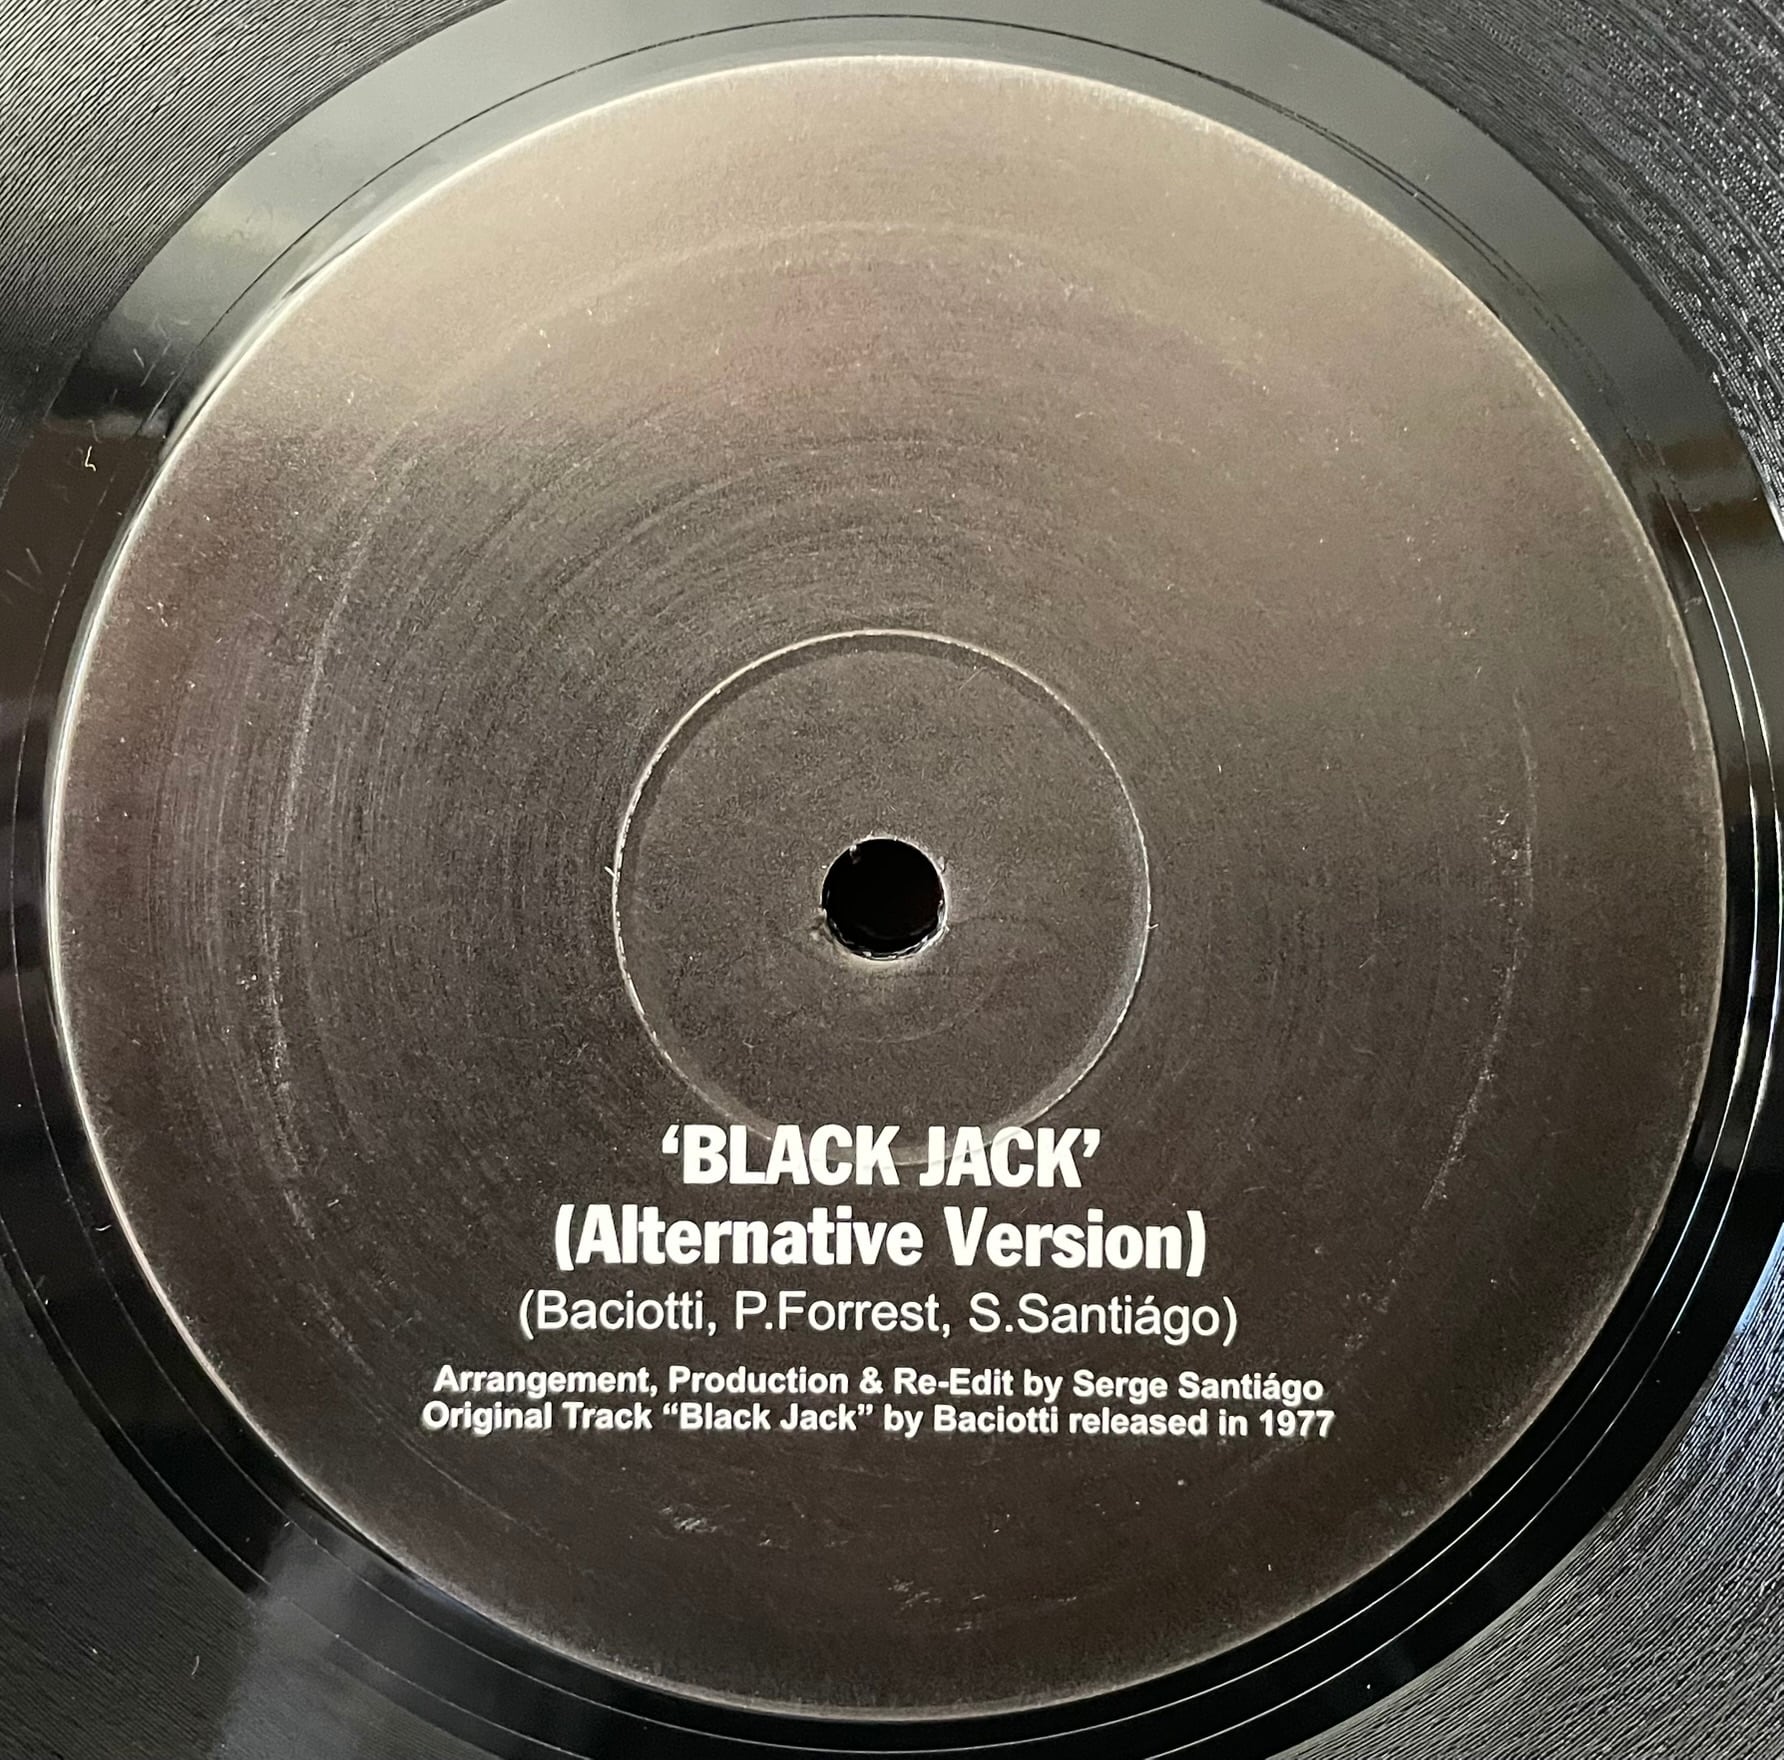 ‘BLACK JACK’
(Alternative Version)
(Baciotti, P.Forrest, S.Santiágo)
Arrangement, Production & Re-Edit by Serge Santiágo
Original Track “Black Jack” by Baciotti released in 1977